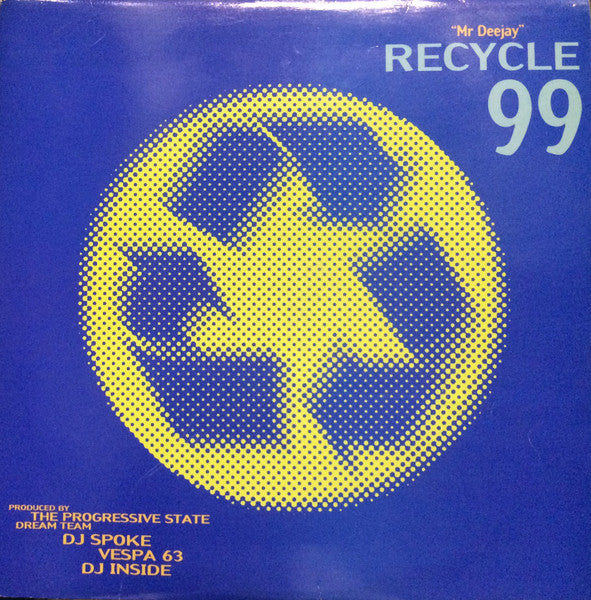 "Mr Deejay"
RECYCLE
99
PRODUCED BY
THE PROGRESSIVE STATE
DREAM TEAM
DJ SPOKE
VESPA 63
DJ INSIDE